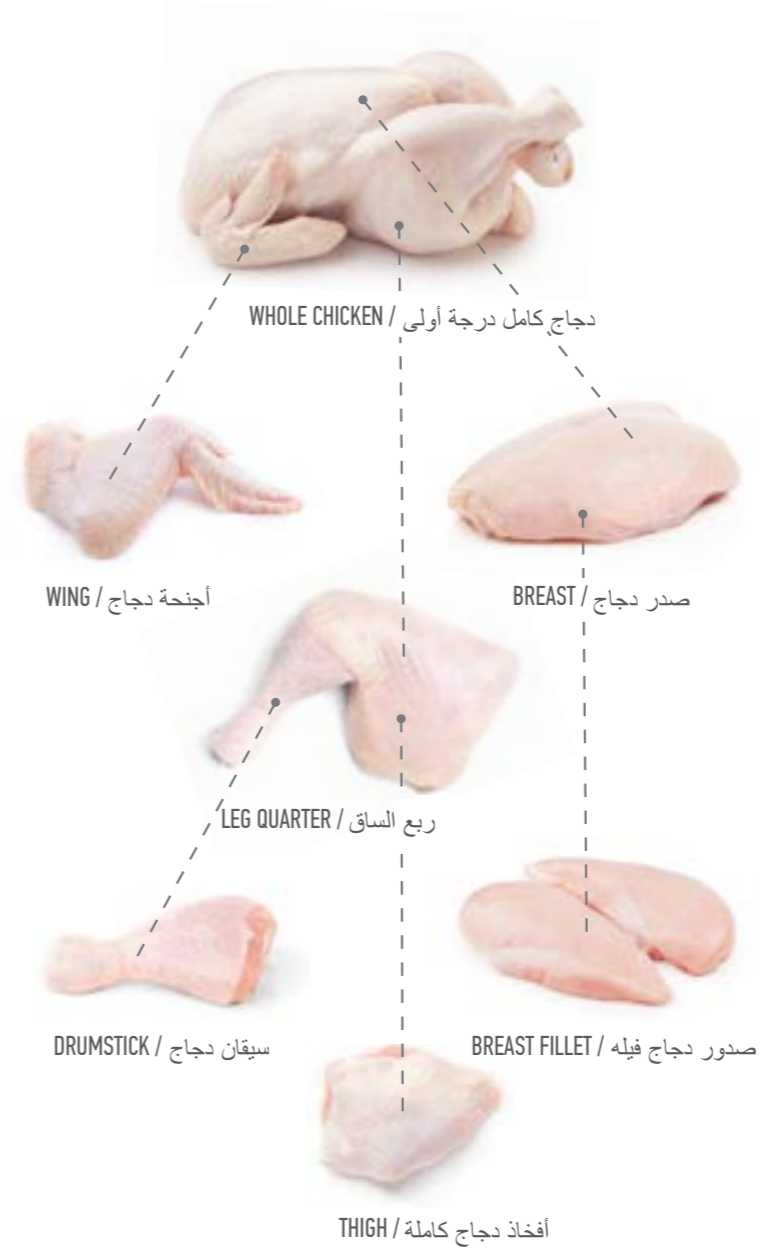 WHOLE CHICKEN / دجاج كامل درجة أولى
WING / أجنحة دجاج
BREAST / صدر دجاج
LEG QUARTER / ربع الساق
DRUMSTICK / سيقان دجاج
BREAST FILLET / صدور دجاج فيله
THIGH / أفخاذ دجاج كاملة